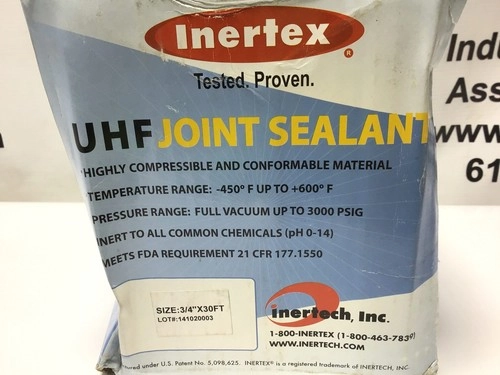 Inertex ®
Tested. Proven.
UHF JOINT SEALANT
HIGHLY COMPRESSIBLE AND CONFORMABLE MATERIAL
TEMPERATURE RANGE: -450° F UP TO +600° F
PRESSURE RANGE: FULL VACUUM UP TO 3000 PSIG
INERT TO ALL COMMON CHEMICALS (pH 0-14)
MEETS FDA REQUIREMENT 21 CFR 177.1550
SIZE:3/4"X30FT
LOT#:141020003
inertech, Inc.
1-800-INERTEX (1-800-463-7839)
WWW.INERTECH.COM
under U.S. Patent No. 5,098,625. INERTEX® is a registered trademark of INERTECH, INC.
www.
61